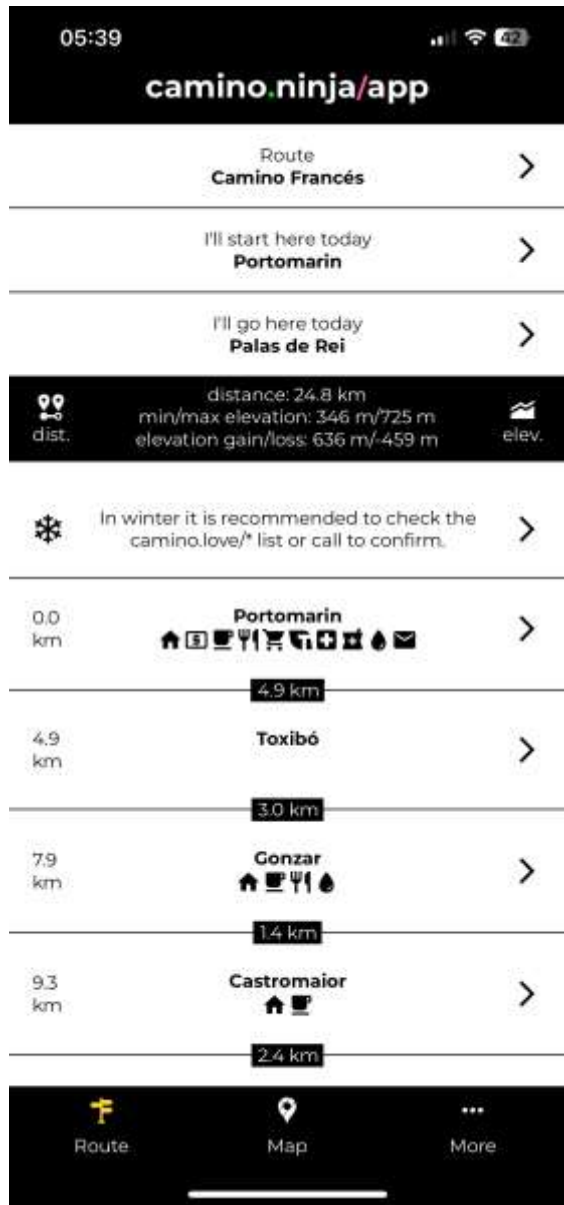 05:39
42
camino.ninja/app
Route
Camino Francés
I'll start here today
Portomarin
I'll go here today
Palas de Rei
dist.
distance: 24.8 km
min/max elevation: 346 m/725 m
elevation gain/loss: 636 m/-459 m
elev.
In winter it is recommended to check the
camino.love/* list or call to confirm.
0.0
km
Portomarin
4.9 km
4.9
km
Toxibó
3.0 km
7.9
km
Gonzar
1.4 km
9.3
km
Castromaior
2.4 km
Route
Map
More